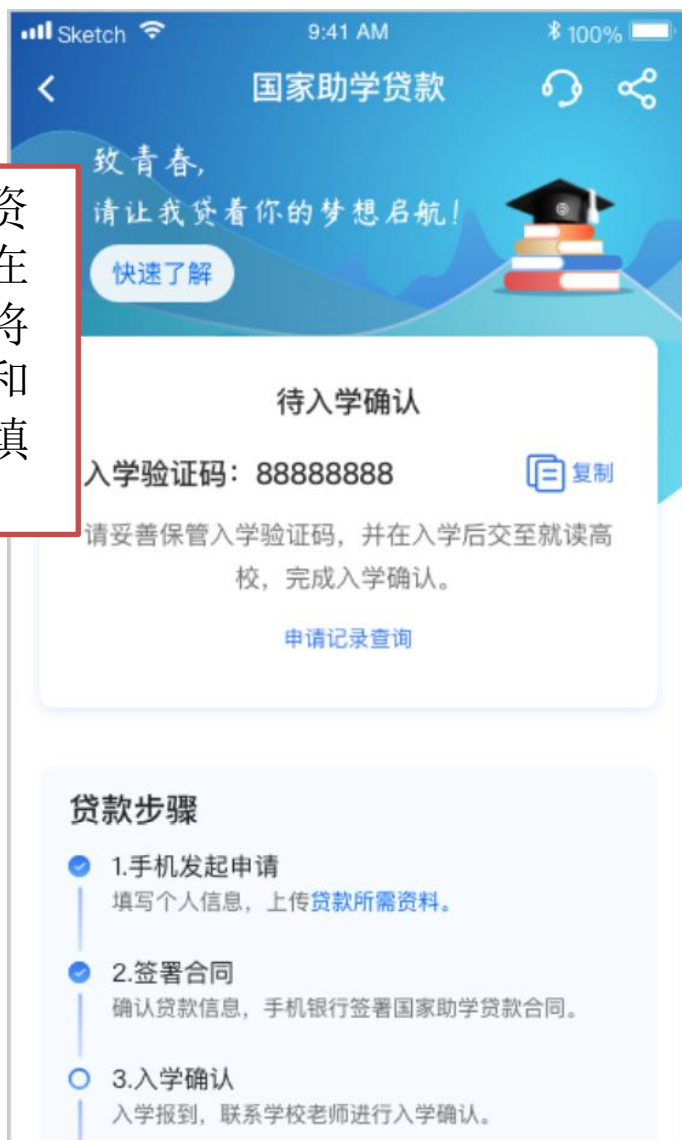 Sketch 9:41 AM 100%
国家助学贷款
致青春,
请让我贷着你的梦想启航!
快速了解
资
在
将
和
填
待入学确认
入学验证码：88888888 复制
请妥善保管入学验证码，并在入学后交至就读高
校，完成入学确认。
申请记录查询
贷款步骤
1.手机发起申请
填写个人信息，上传贷款所需资料。
2.签署合同
确认贷款信息，手机银行签署国家助学贷款合同。
3.入学确认
入学报到，联系学校老师进行入学确认。